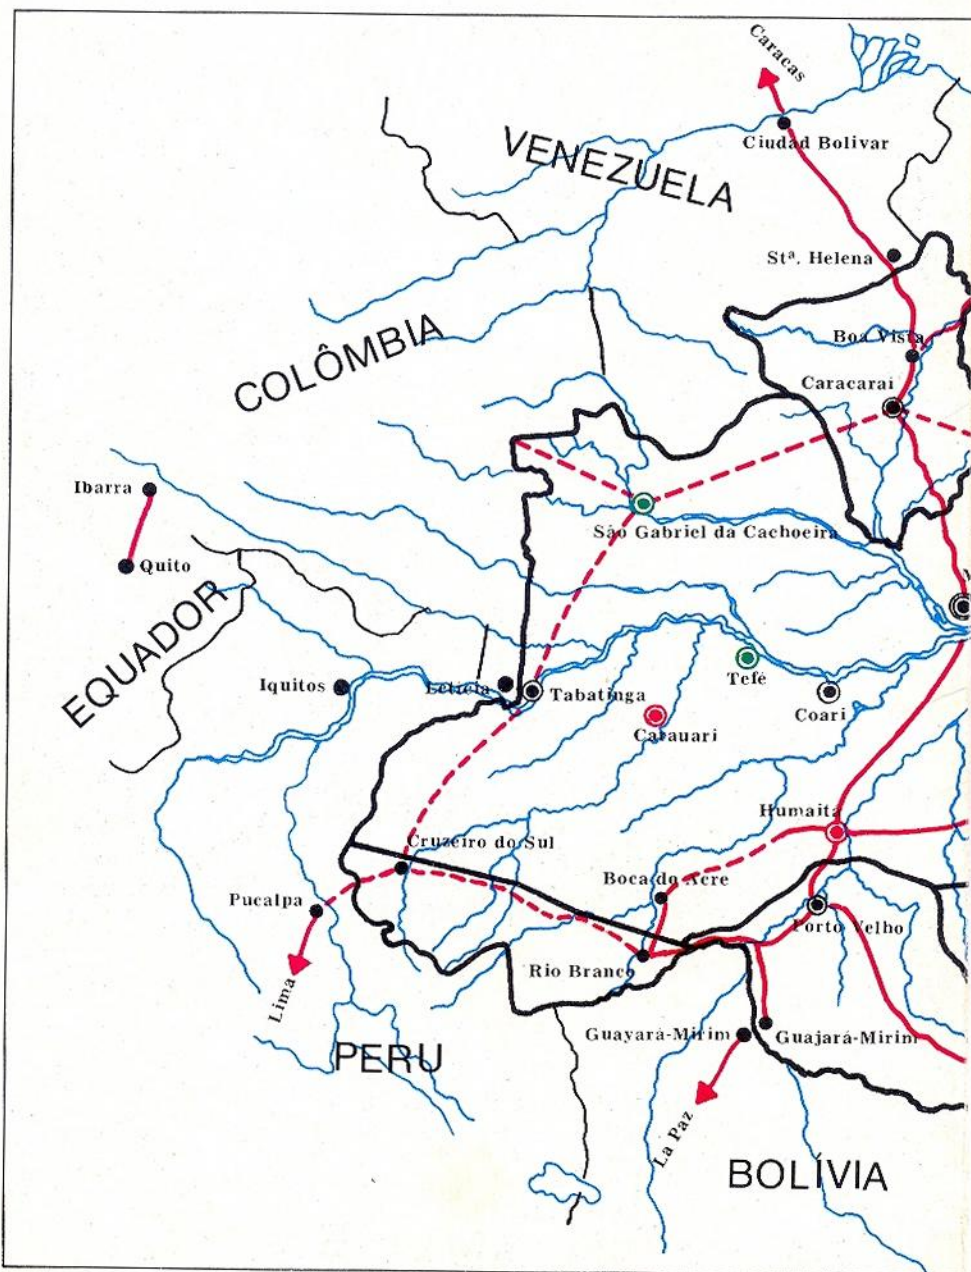 Caracas
VENEZUELA
Ciudad Bolivar
Stª. Helena
COLÔMBIA
Boa Vista
Caracaraí
Ibarra
São Gabriel da Cachoeira
Quito
EQUADOR
Iquitos
Letícia
Tabatinga
Tefé
Coari
Carauari
Humaitá
Cruzeiro do Sul
Boca do Acre
Pucalpa
Porto Velho
Rio Branco
Lima
Guayará-Mirim
Guajará-Mirim
PERU
La Paz
BOLÍVIA